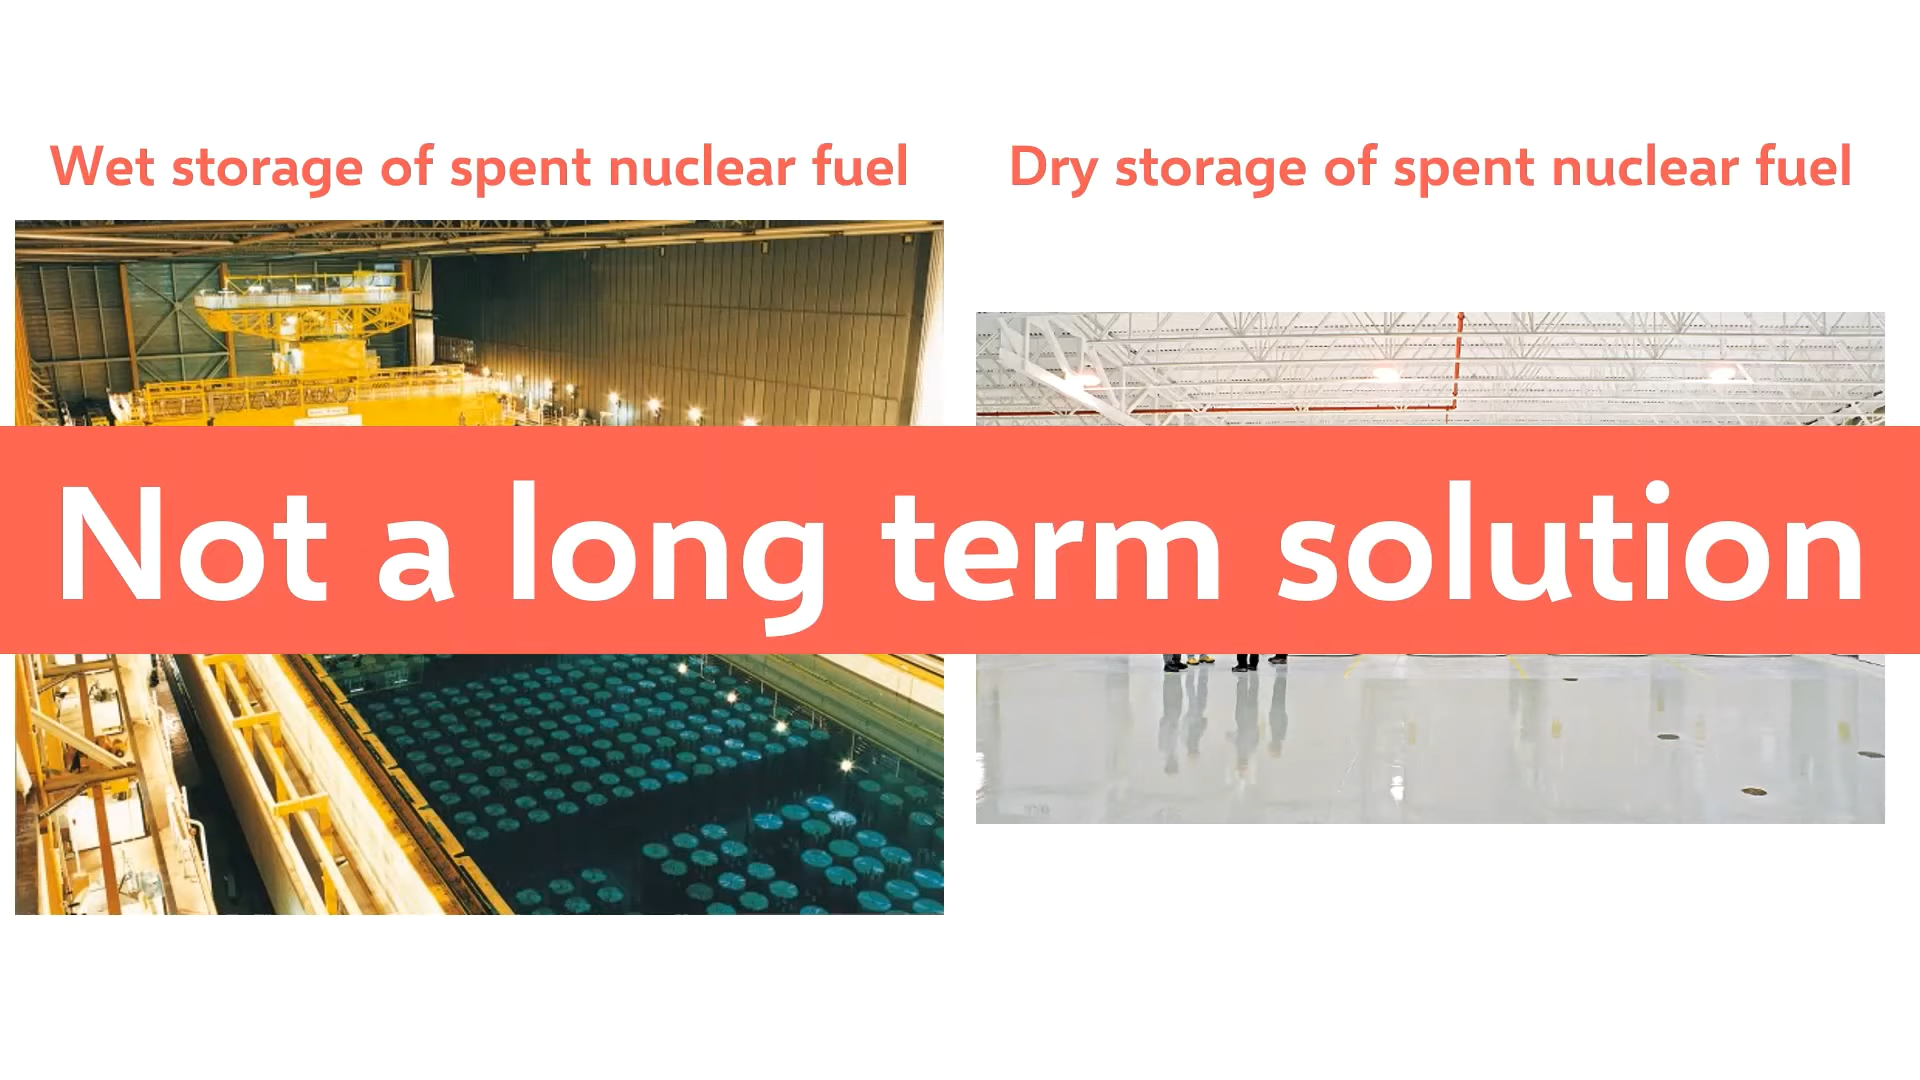 Wet storage of spent nuclear fuel
Dry storage of spent nuclear fuel
Not a long term solution